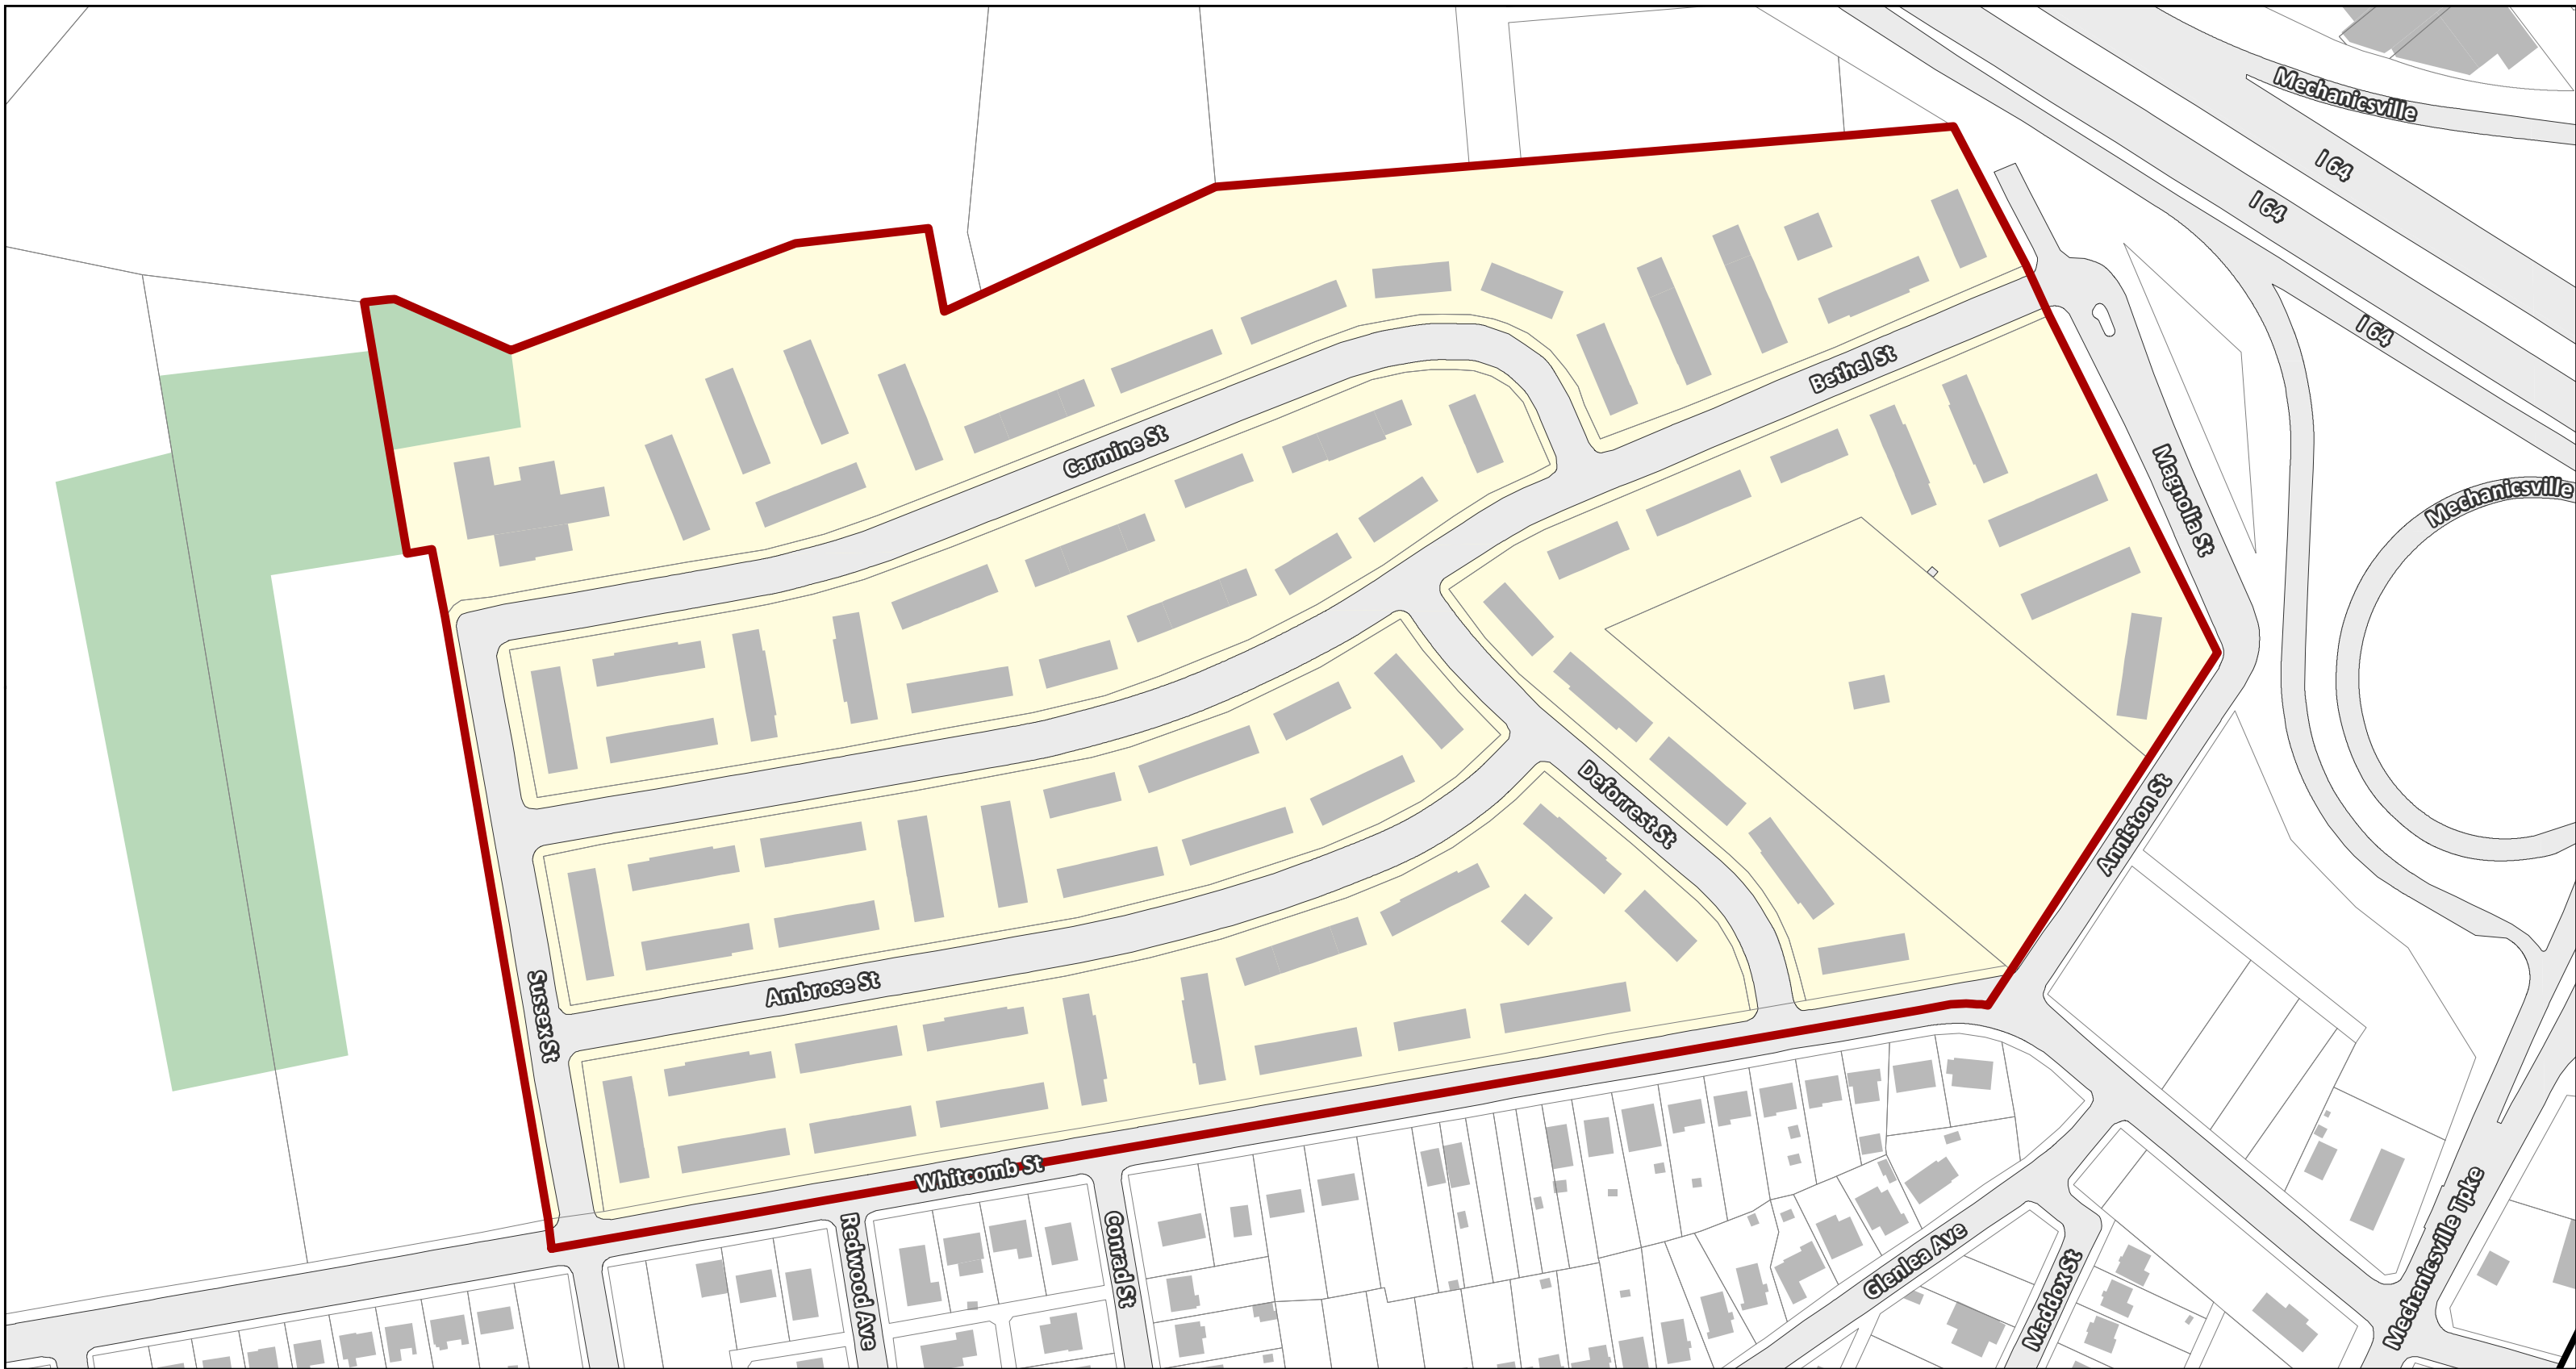 Mechanicsville
I 64
I 64
I 64
Bethel St
Carmine St
Magnolia St
Mechanicsville
Deforrest St
Anniston St
Ambrose St
Sussex St
Whitcomb St
Redwood Ave
Conrad St
Glenlea Ave
Maddox St
Mechanicsville Tpke